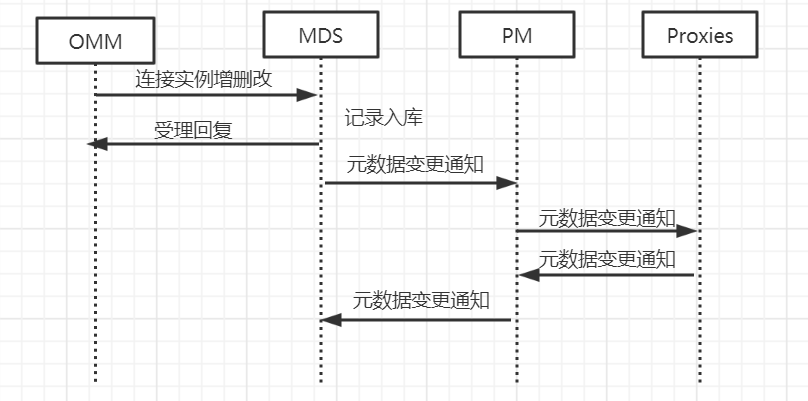 OMM
MDS
PM
Proxies
连接实例增删改
记录入库
受理回复
元数据变更通知
元数据变更通知
元数据变更通知
元数据变更通知